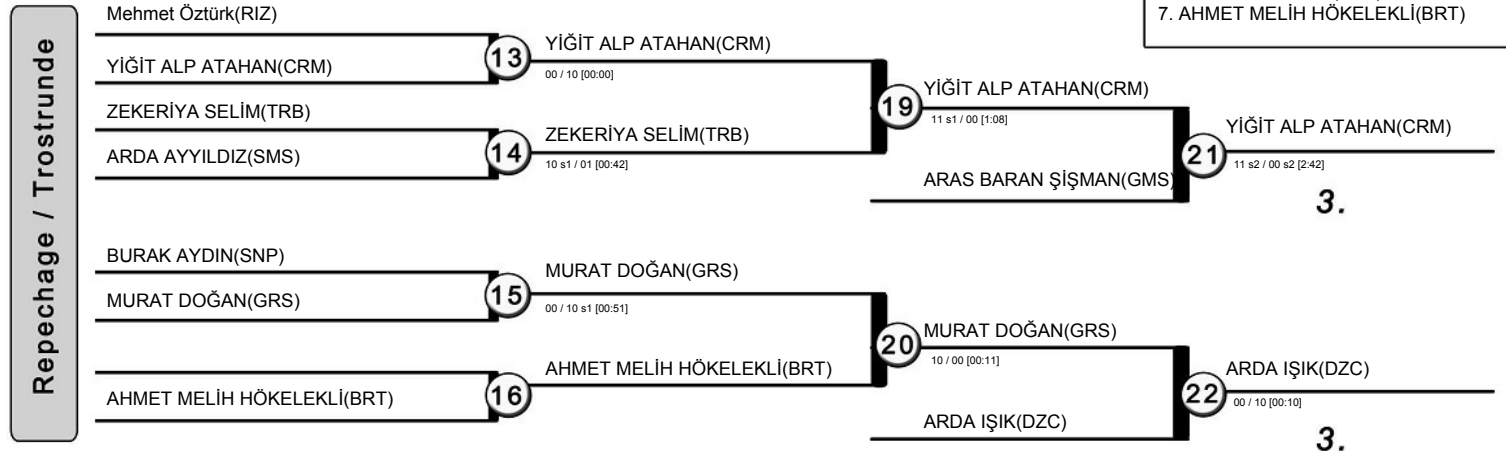 Repechage / Trostrunde
7. AHMET MELİH HÖKELEKLİ(BRT)
Mehmet Öztürk(RIZ)
YİĞİT ALP ATAHAN(CRM)
13
YİĞİT ALP ATAHAN(CRM)
00 / 10 [00:00]
ZEKERİYA SELİM(TRB)
ARDA AYYILDIZ(SMS)
14
ZEKERİYA SELİM(TRB)
10 s1 / 01 [00:42]
19
YİĞİT ALP ATAHAN(CRM)
11 s1 / 00 [1:08]
ARAS BARAN ŞİŞMAN(GMS)
21
YİĞİT ALP ATAHAN(CRM)
11 s2 / 00 s2 [2:42]
3.
BURAK AYDIN(SNP)
MURAT DOĞAN(GRS)
15
MURAT DOĞAN(GRS)
00 / 10 s1 [00:51]
AHMET MELİH HÖKELEKLİ(BRT)
16
AHMET MELİH HÖKELEKLİ(BRT)
20
MURAT DOĞAN(GRS)
10 / 00 [00:11]
ARDA IŞIK(DZC)
22
ARDA IŞIK(DZC)
00 / 10 [00:10]
3.